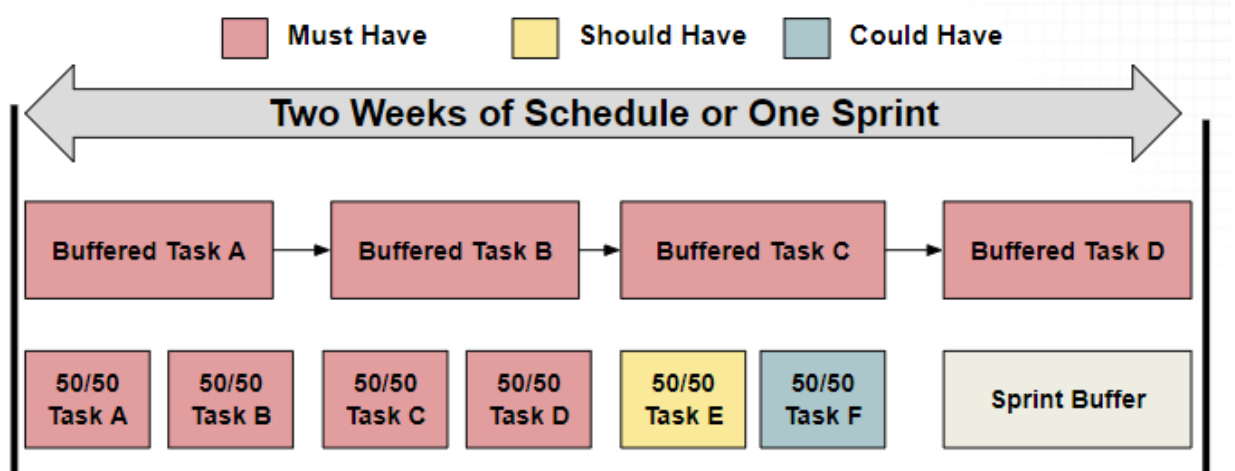 Must Have
Should Have
Could Have
Two Weeks of Schedule or One Sprint
Buffered Task A
Buffered Task B
Buffered Task C
Buffered Task D
50/50
Task A
50/50
Task B
50/50
Task C
50/50
Task D
50/50
Task E
50/50
Task F
Sprint Buffer